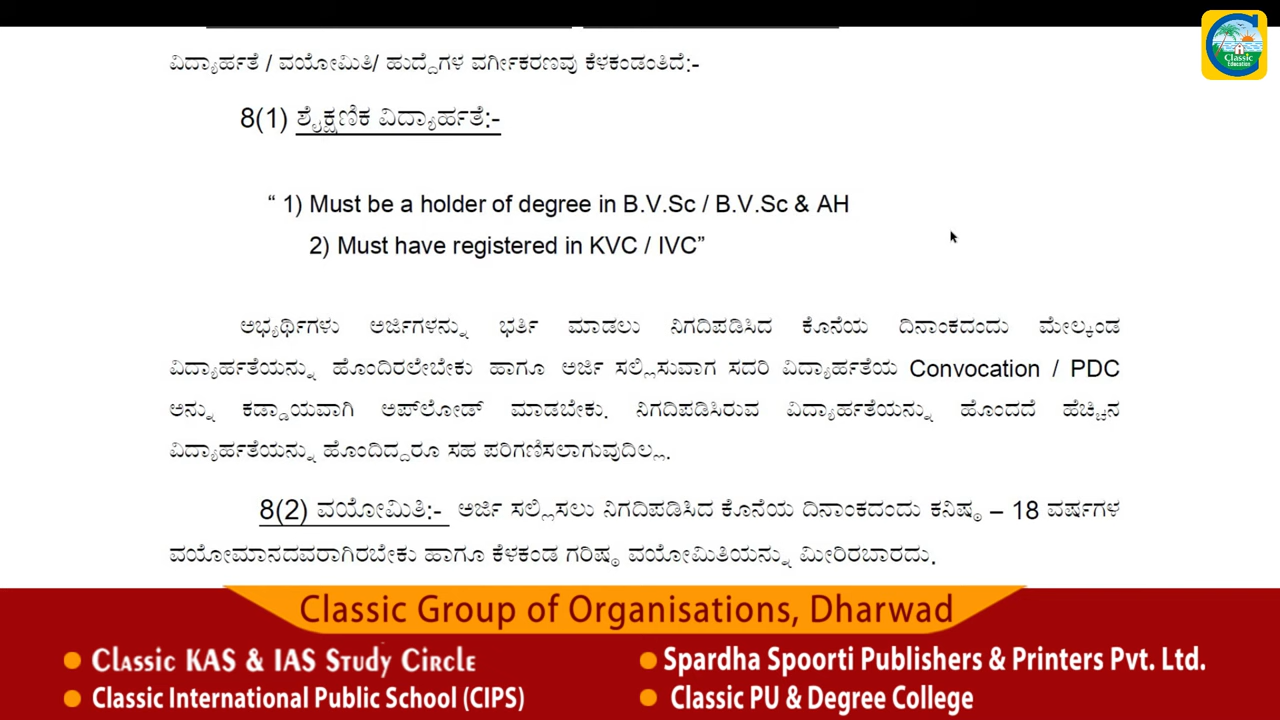 Classic
Education
ವಿದ್ಯಾರ್ಹತೆ / ವಯೋಮಿತಿ/ ಹುದ್ದೆಗಳ ವರ್ಗೀಕರಣವು ಕೆಳಕಂಡಂತಿದೆ:-
8(1) ಶೈಕ್ಷಣಿಕ ವಿದ್ಯಾರ್ಹತೆ:-
“ 1) Must be a holder of degree in B.V.Sc / B.V.Sc & AH
2) Must have registered in KVC / IVC”
ಅಭ್ಯರ್ಥಿಗಳು ಅರ್ಜಿಗಳನ್ನು ಭರ್ತಿ ಮಾಡಲು ನಿಗದಿಪಡಿಸಿದ ಕೊನೆಯ ದಿನಾಂಕದಂದು ಮೇಲ್ಕಂಡ
ವಿದ್ಯಾರ್ಹತೆಯನ್ನು ಹೊಂದಿರಲೇಬೇಕು ಹಾಗೂ ಅರ್ಜಿ ಸಲ್ಲಿಸುವಾಗ ಸದರಿ ವಿದ್ಯಾರ್ಹತೆಯ Convocation / PDC
ಅನ್ನು ಕಡ್ಡಾಯವಾಗಿ ಅಪ್‌ಲೋಡ್ ಮಾಡಬೇಕು. ನಿಗದಿಪಡಿಸಿರುವ ವಿದ್ಯಾರ್ಹತೆಯನ್ನು ಹೊಂದದೆ ಹೆಚ್ಚಿನ
ವಿದ್ಯಾರ್ಹತೆಯನ್ನು ಹೊಂದಿದ್ದರೂ ಸಹ ಪರಿಗಣಿಸಲಾಗುವುದಿಲ್ಲ.
8(2) ವಯೋಮಿತಿ:- ಅರ್ಜಿ ಸಲ್ಲಿಸಲು ನಿಗದಿಪಡಿಸಿದ ಕೊನೆಯ ದಿನಾಂಕದಂದು ಕನಿಷ್ಠ – 18 ವರ್ಷಗಳ
ವಯೋಮಾನದವರಾಗಿರಬೇಕು ಹಾಗೂ ಕೆಳಕಂಡ ಗರಿಷ್ಠ ವಯೋಮಿತಿಯನ್ನು ಮೀರಿರಬಾರದು.
Classic Group of Organisations, Dharwad
Classic KAS & IAS Study Circle
Spardha Spoorti Publishers & Printers Pvt. Ltd.
Classic International Public School (CIPS)
Classic PU & Degree College